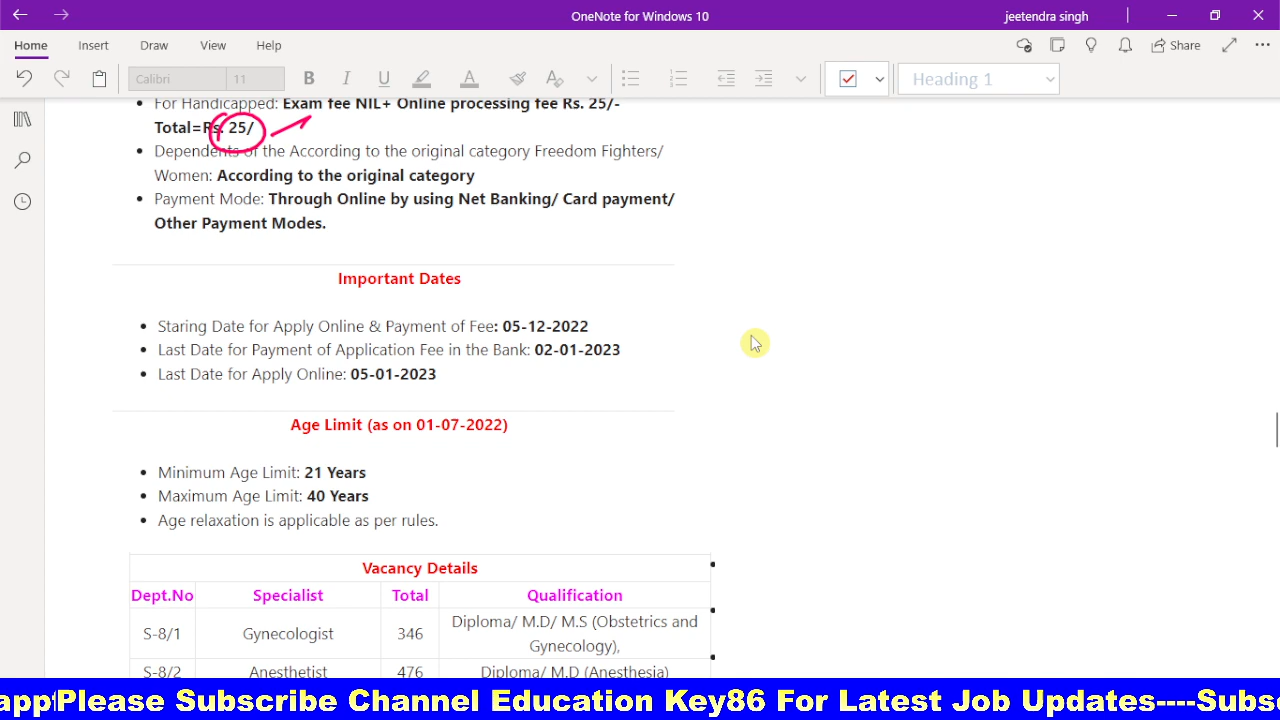 OneNote for Windows 10
jeetendra singh
Home Insert Draw View Help
Share
Calibri 11 B I U A Heading 1
For Handicapped: Exam fee NIL+ Online processing fee Rs. 25/-
Total=Rs. 25/
Dependents of the According to the original category Freedom Fighters/
Women: According to the original category
Payment Mode: Through Online by using Net Banking/ Card payment/
Other Payment Modes.
Important Dates
Staring Date for Apply Online & Payment of Fee: 05-12-2022
Last Date for Payment of Application Fee in the Bank: 02-01-2023
Last Date for Apply Online: 05-01-2023
Age Limit (as on 01-07-2022)
Minimum Age Limit: 21 Years
Maximum Age Limit: 40 Years
Age relaxation is applicable as per rules.
Vacancy Details
Dept.No Specialist Total Qualification
S-8/1 Gynecologist 346 Diploma/ M.D/ M.S (Obstetrics and
Gynecology),
S-8/2 Anesthetist 476 Diploma/ M.D (Anesthesia)
Please Subscribe Channel Education Key86 For Latest Job Updates----Subs